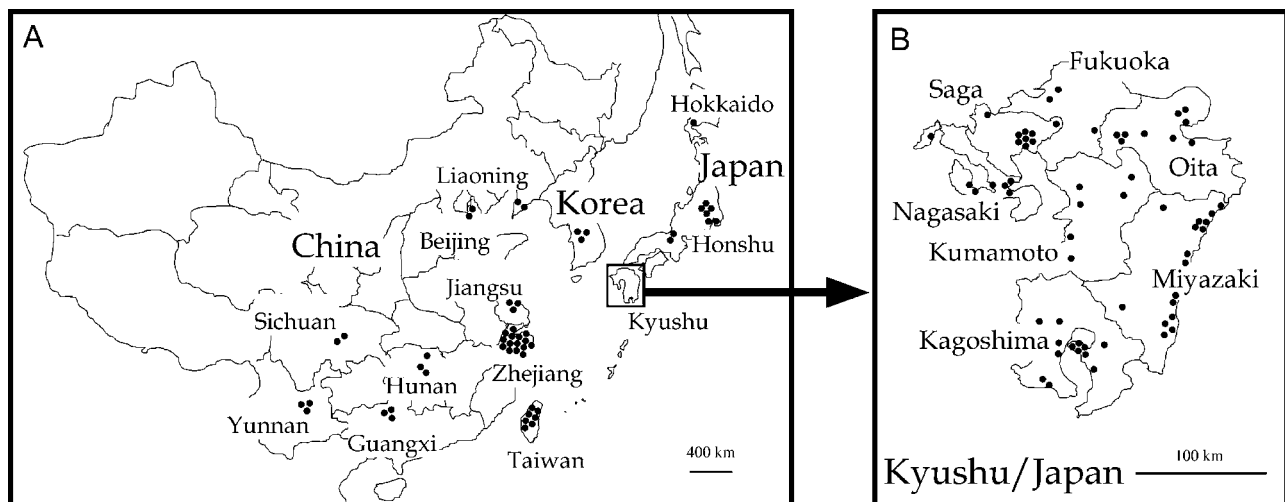 A
Hokkaido
Japan
Liaoning
Korea
China
Beijing
Honshu
Jiangsu
Sichuan
Kyushu
Hunan
Zhejiang
Yunnan
Guangxi
Taiwan
400 km
B
Fukuoka
Saga
Oita
Nagasaki
Kumamoto
Miyazaki
Kagoshima
Kyushu/Japan
100 km